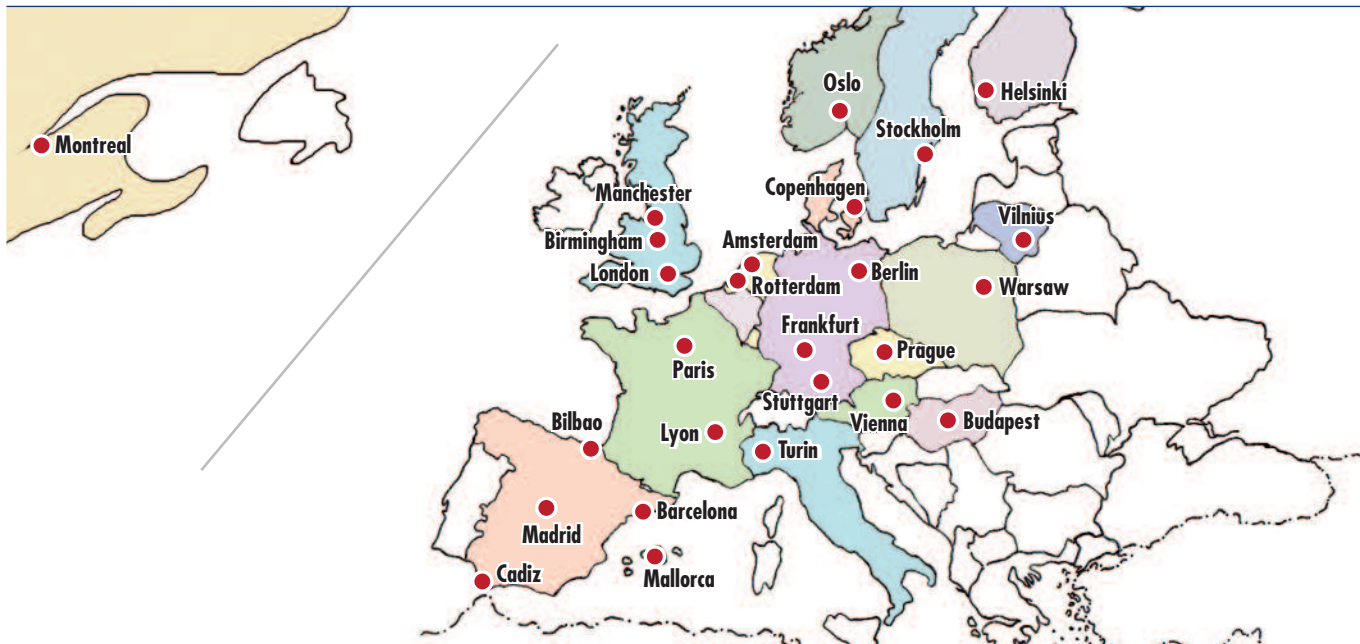 Oslo
Helsinki
Stockholm
Montreal
Copenhagen
Manchester
Vilnius
Birmingham
Amsterdam
London
Berlin
Rotterdam
Warsaw
Frankfurt
Paris
Prague
Stuttgart
Bilbao
Lyon
Vienna
Budapest
Turin
Barcelona
Madrid
Cadiz
Mallorca